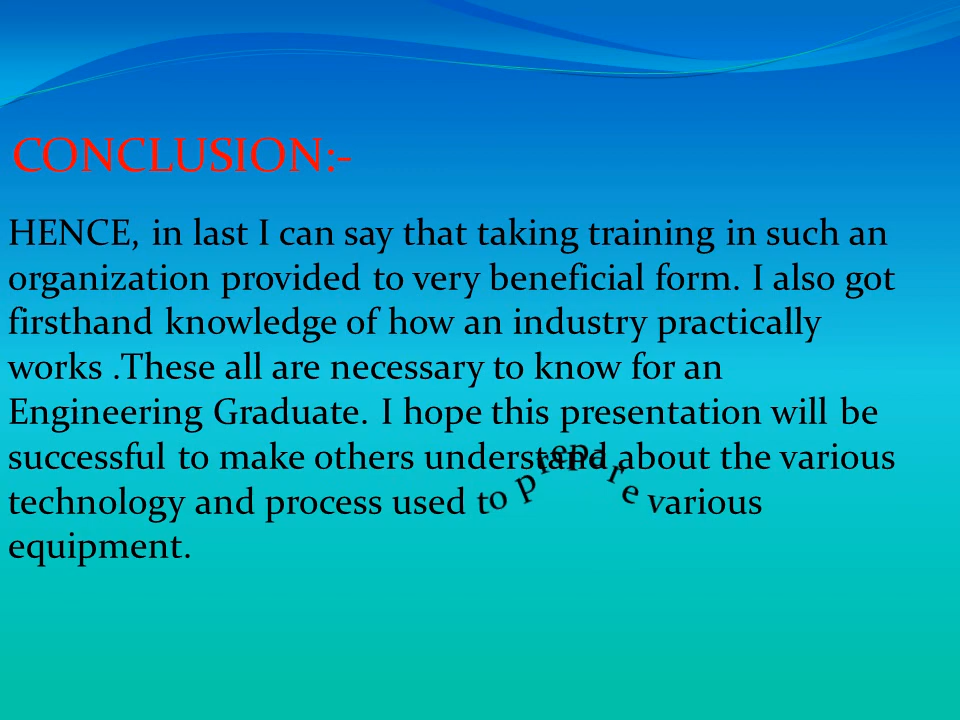 CONCLUSION:-
HENCE, in last I can say that taking training in such an
organization provided to very beneficial form. I also got
firsthand knowledge of how an industry practically
works .These all are necessary to know for an
Engineering Graduate. I hope this presentation will be
successful to make others understand about the various
technology and process used to prepare various
equipment.